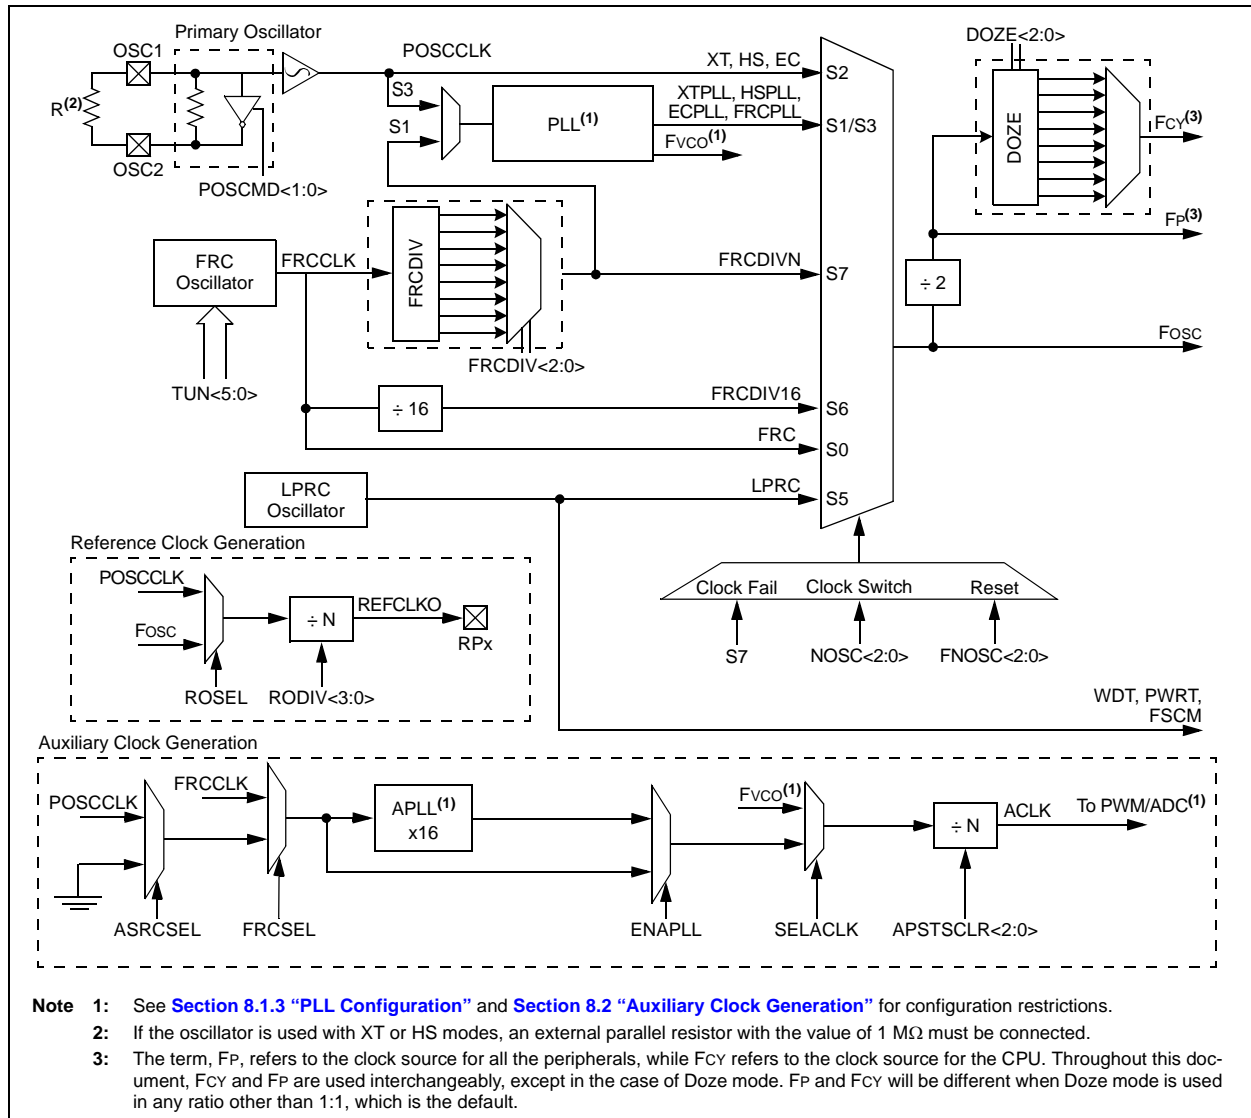 Primary Oscillator
DOZE<2:0>
OSC1
POSCCLK
XT, HS, EC
S2
S3
XTPLL, HSPLL,
ECPLL, FRCPLL
S1/S3
R(2)
PLL(1)
S1
FVCO(1)
DOZE
FCY(3)
OSC2
POSCMD<1:0>
FP(3)
FRC
Oscillator
FRCCLK
FRCDIV
FRCDIVN
S7
÷ 2
FOSC
TUN<5:0>
FRCDIV<2:0>
÷ 16
FRCDIV16
S6
FRC
S0
LPRC
Oscillator
LPRC
S5
Reference Clock Generation
POSCCLK
FOSC
÷ N
REFCLKO
RPx
ROSEL
RODIV<3:0>
Clock Fail
Clock Switch
Reset
S7
NOSC<2:0>
FNOSC<2:0>
WDT, PWRT,
FSCM
Auxiliary Clock Generation
FRCCLK
POSCCLK
APLL(1)
x16
FVCO(1)
÷ N
ACLK
To PWM/ADC(1)
ASRCSEL
FRCSEL
ENAPLL
SELACLK
APSTSCLR<2:0>
Note 1: See Section 8.1.3 “PLL Configuration” and Section 8.2 “Auxiliary Clock Generation” for configuration restrictions.
2: If the oscillator is used with XT or HS modes, an external parallel resistor with the value of 1 MΩ must be connected.
3: The term, FP, refers to the clock source for all the peripherals, while FCY refers to the clock source for the CPU. Throughout this doc-
ument, FCY and FP are used interchangeably, except in the case of Doze mode. FP and FCY will be different when Doze mode is used
in any ratio other than 1:1, which is the default.